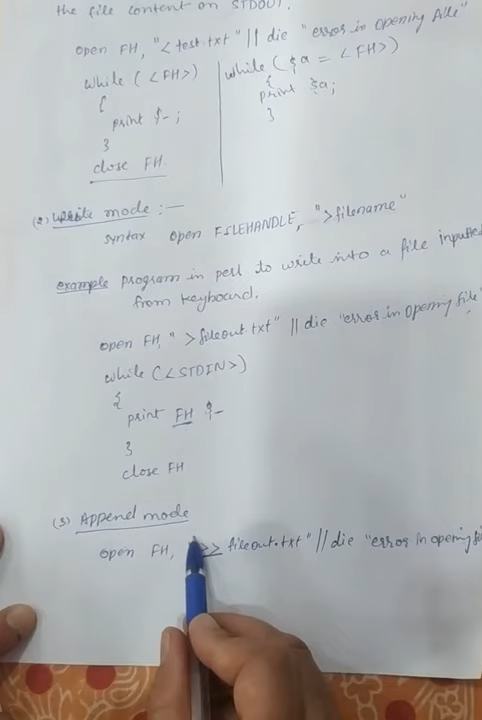 the file content on STDOUT.
open FH, "< test.txt" || die "error in opening file"
while ( <FH>)
{
print $_ ;
}
close FH.
while ( $a = <FH>)
{
print $a;
}
(2) write mode :—
syntax open FILEHANDLE, ">filename"
example program in perl to write into a file inputted
from keyboard.
open FH, " >fileout.txt" || die "error in opening file"
while (<STDIN>)
{
print FH $_
}
close FH
(3) Append mode
open FH, >> fileout.txt" || die "error in opening fi